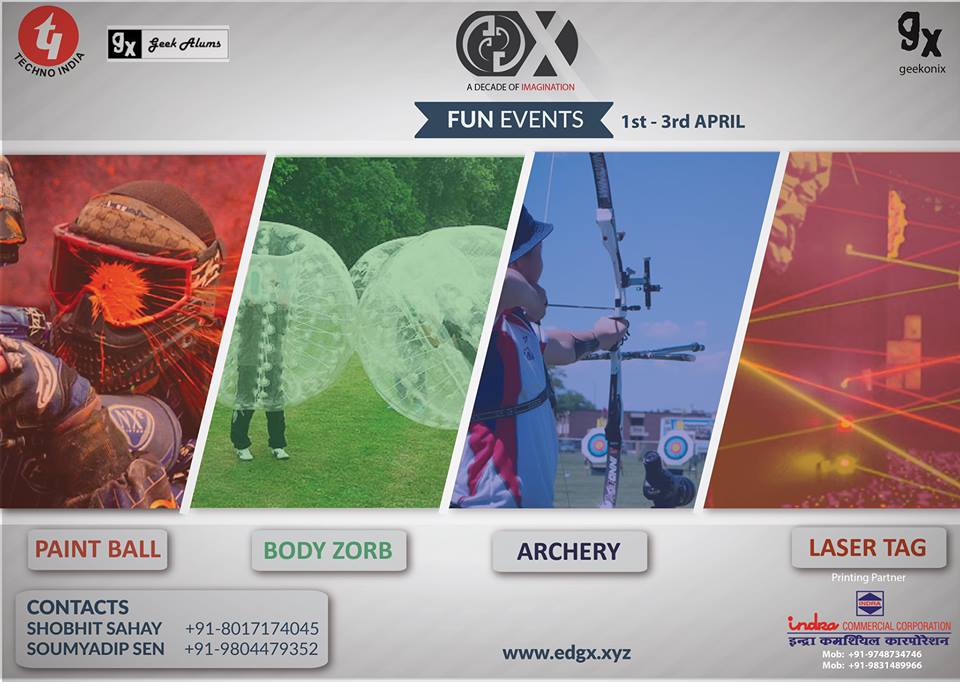 TECHNO INDIA
gx
Geek Alums
A DECADE OF IMAGINATION
gx
geekonix
FUN EVENTS
1st - 3rd APRIL
PAINT BALL
BODY ZORB
ARCHERY
LASER TAG
Printing Partner
INDRA
indra COMMERCIAL CORPORATION
इन्द्रा कमर्शियल कारपोरेशन
Mob: +91-9748734746
Mob: +91-9831489966
CONTACTS
SHOBHIT SAHAY +91-8017174045
SOUMYADIP SEN +91-9804479352
www.edgx.xyz